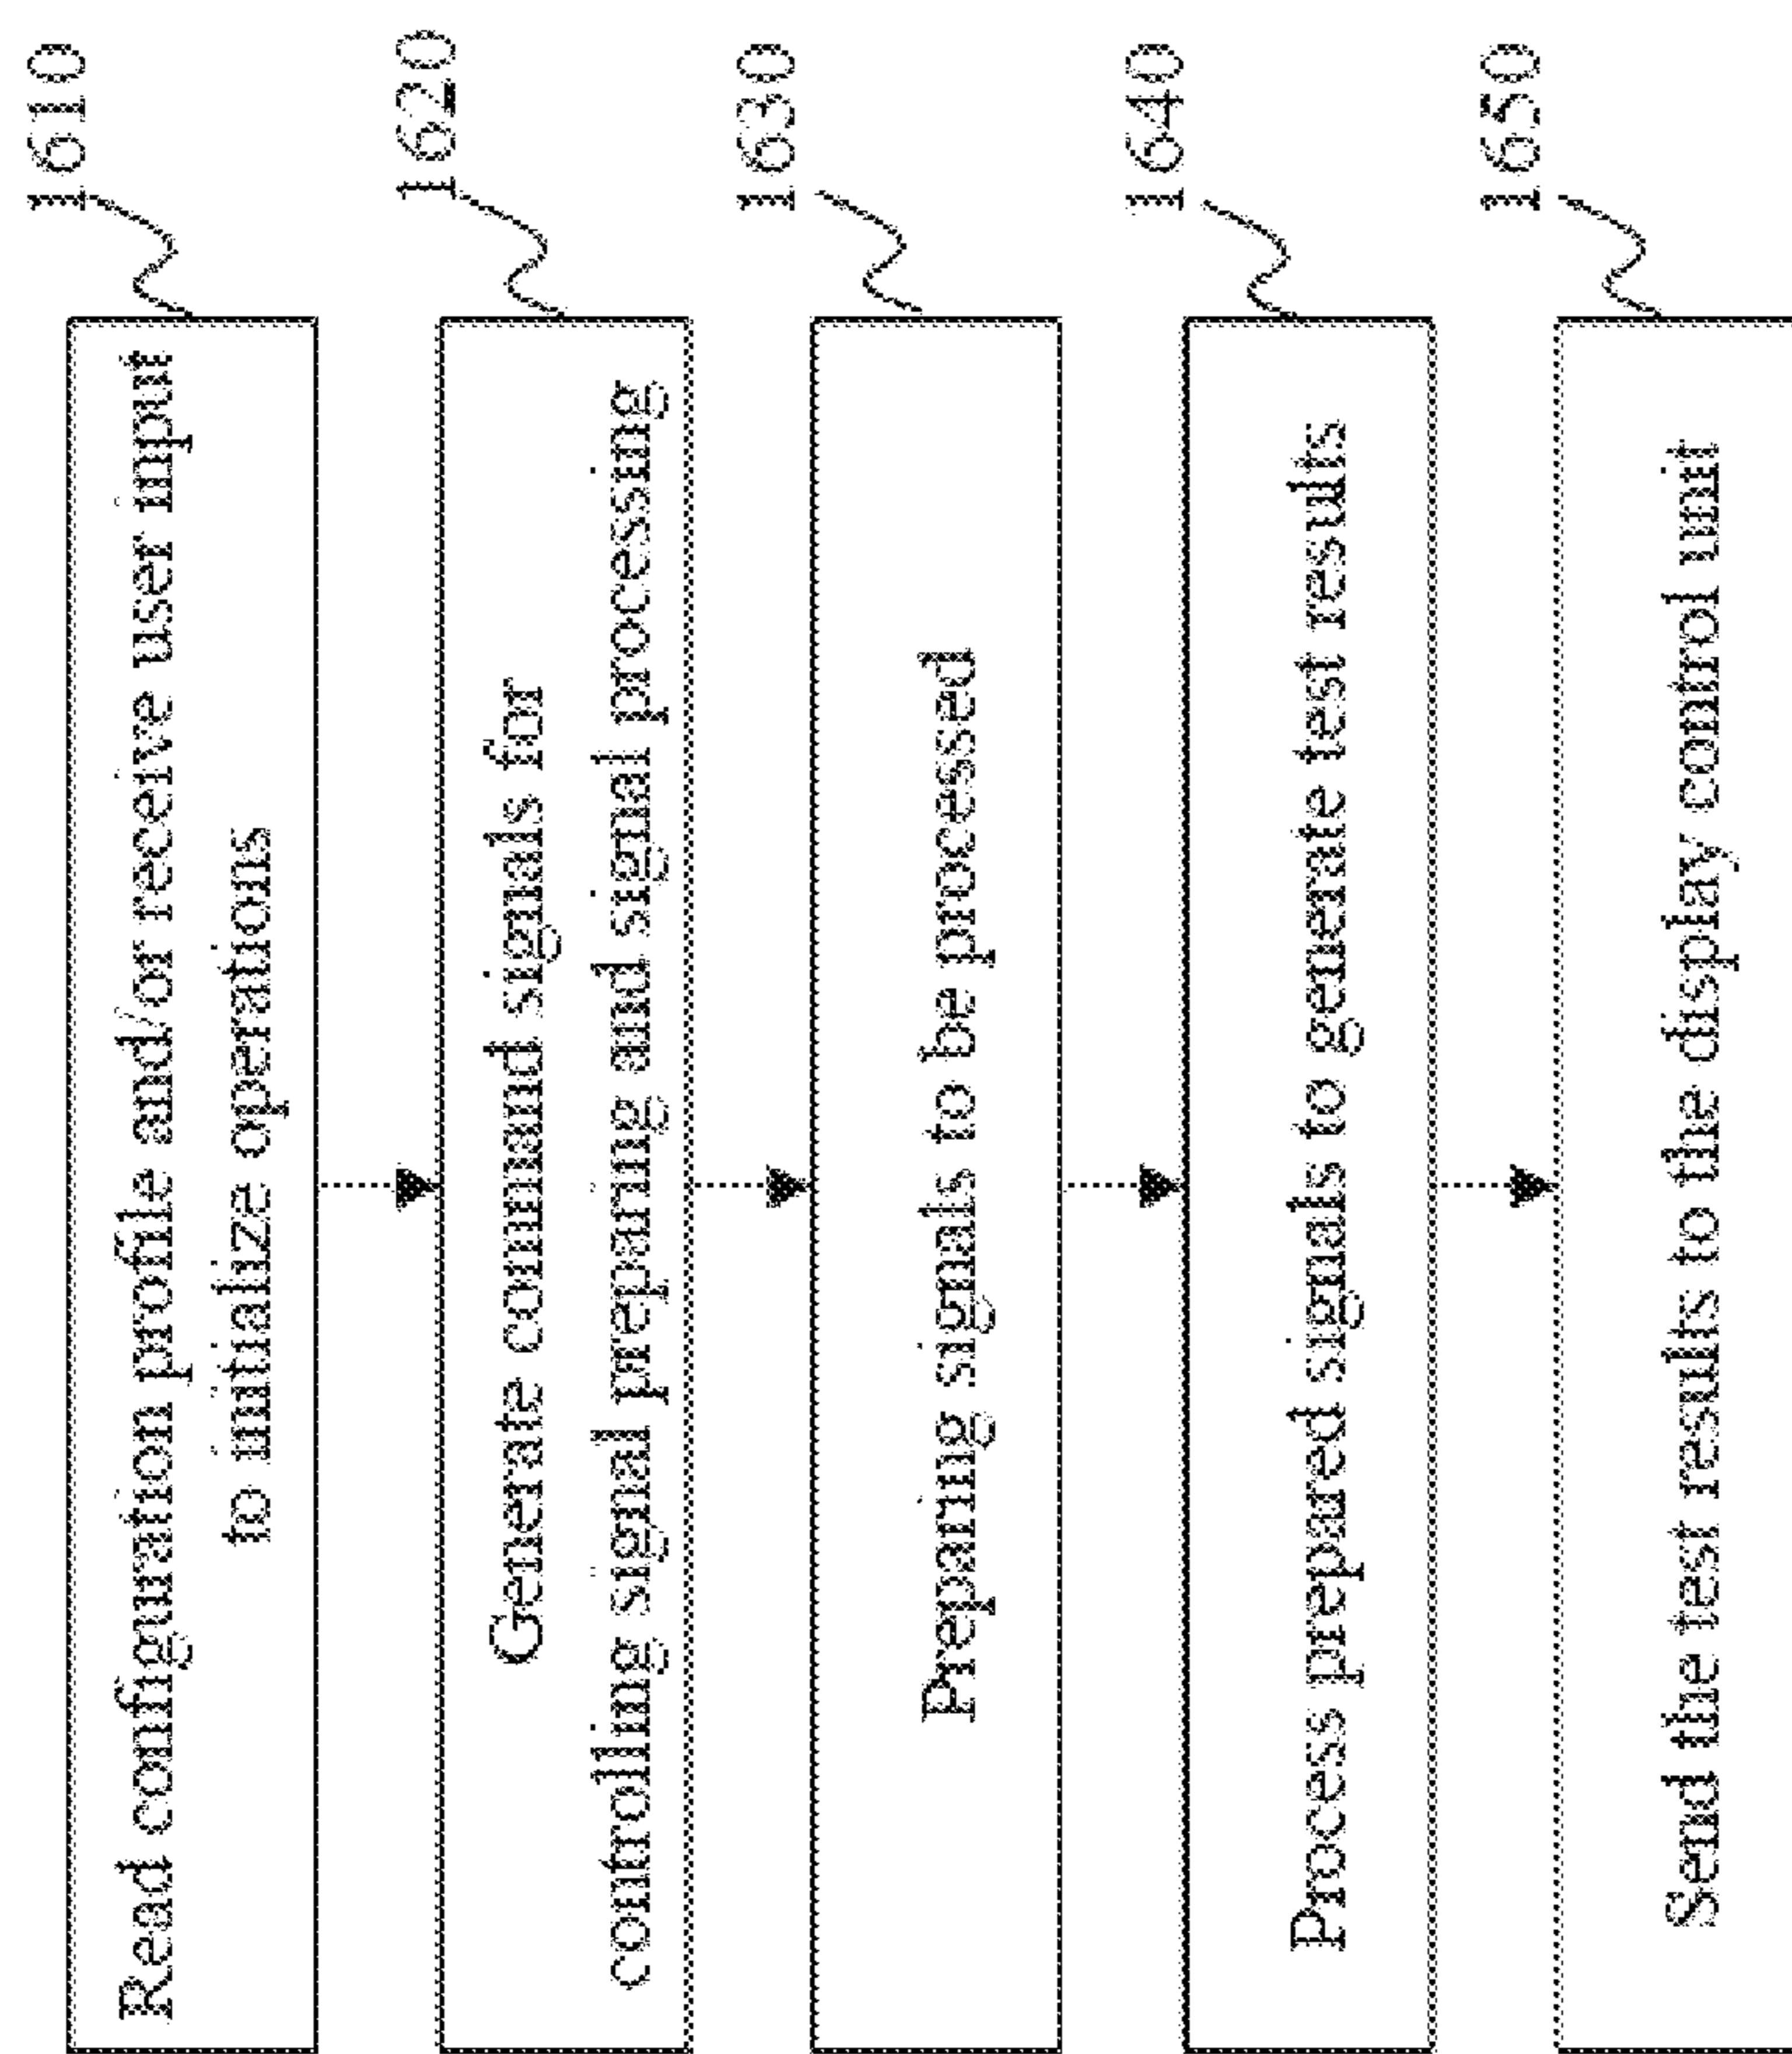 1610
Read configuration profile and/or receive user input
to initialize operations
1620
Generate command signals for
controlling signal preparing and signal processing
1630
Preparing signals to be processed
1640
Process prepared signals to generate test results
1650
Send the test results to the display control unit